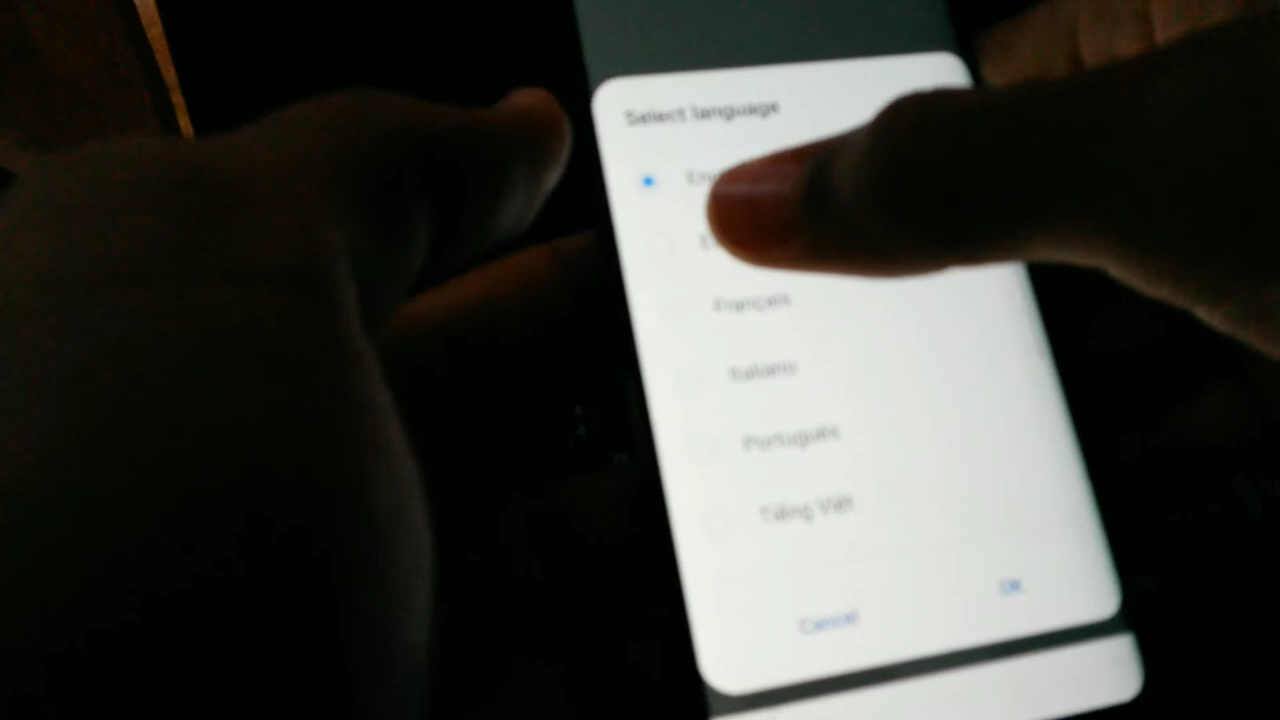 Select language
Français
Italiano
Português
Tiếng Việt
Cancel
OK